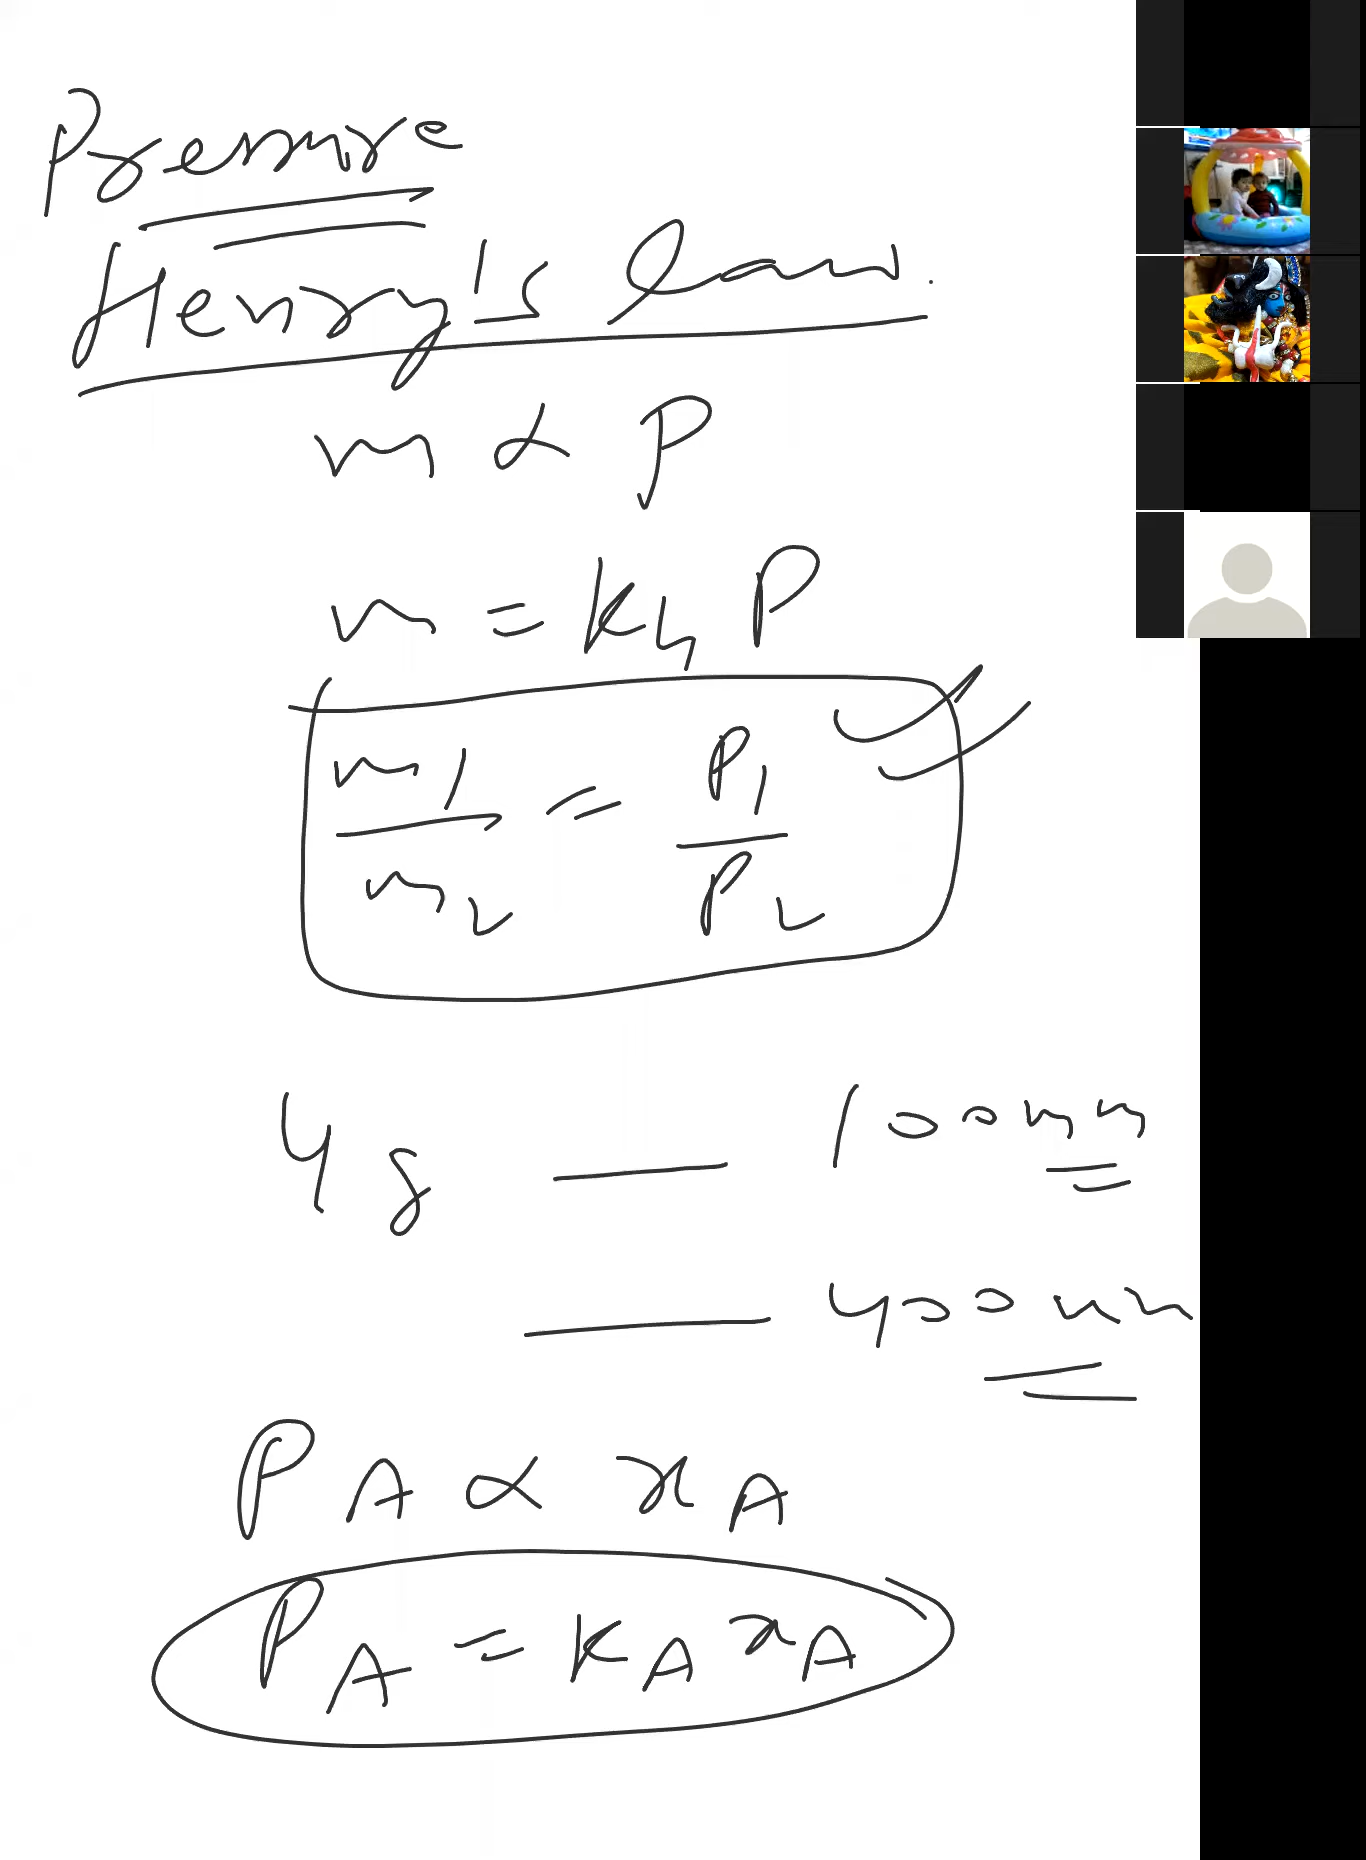 Pressure
Henry's law.
m ∝ P
m = KH P
m1/m2 = P1/P2
4g — 100mm
— 400mm
PA ∝ xA
PA = KA xA